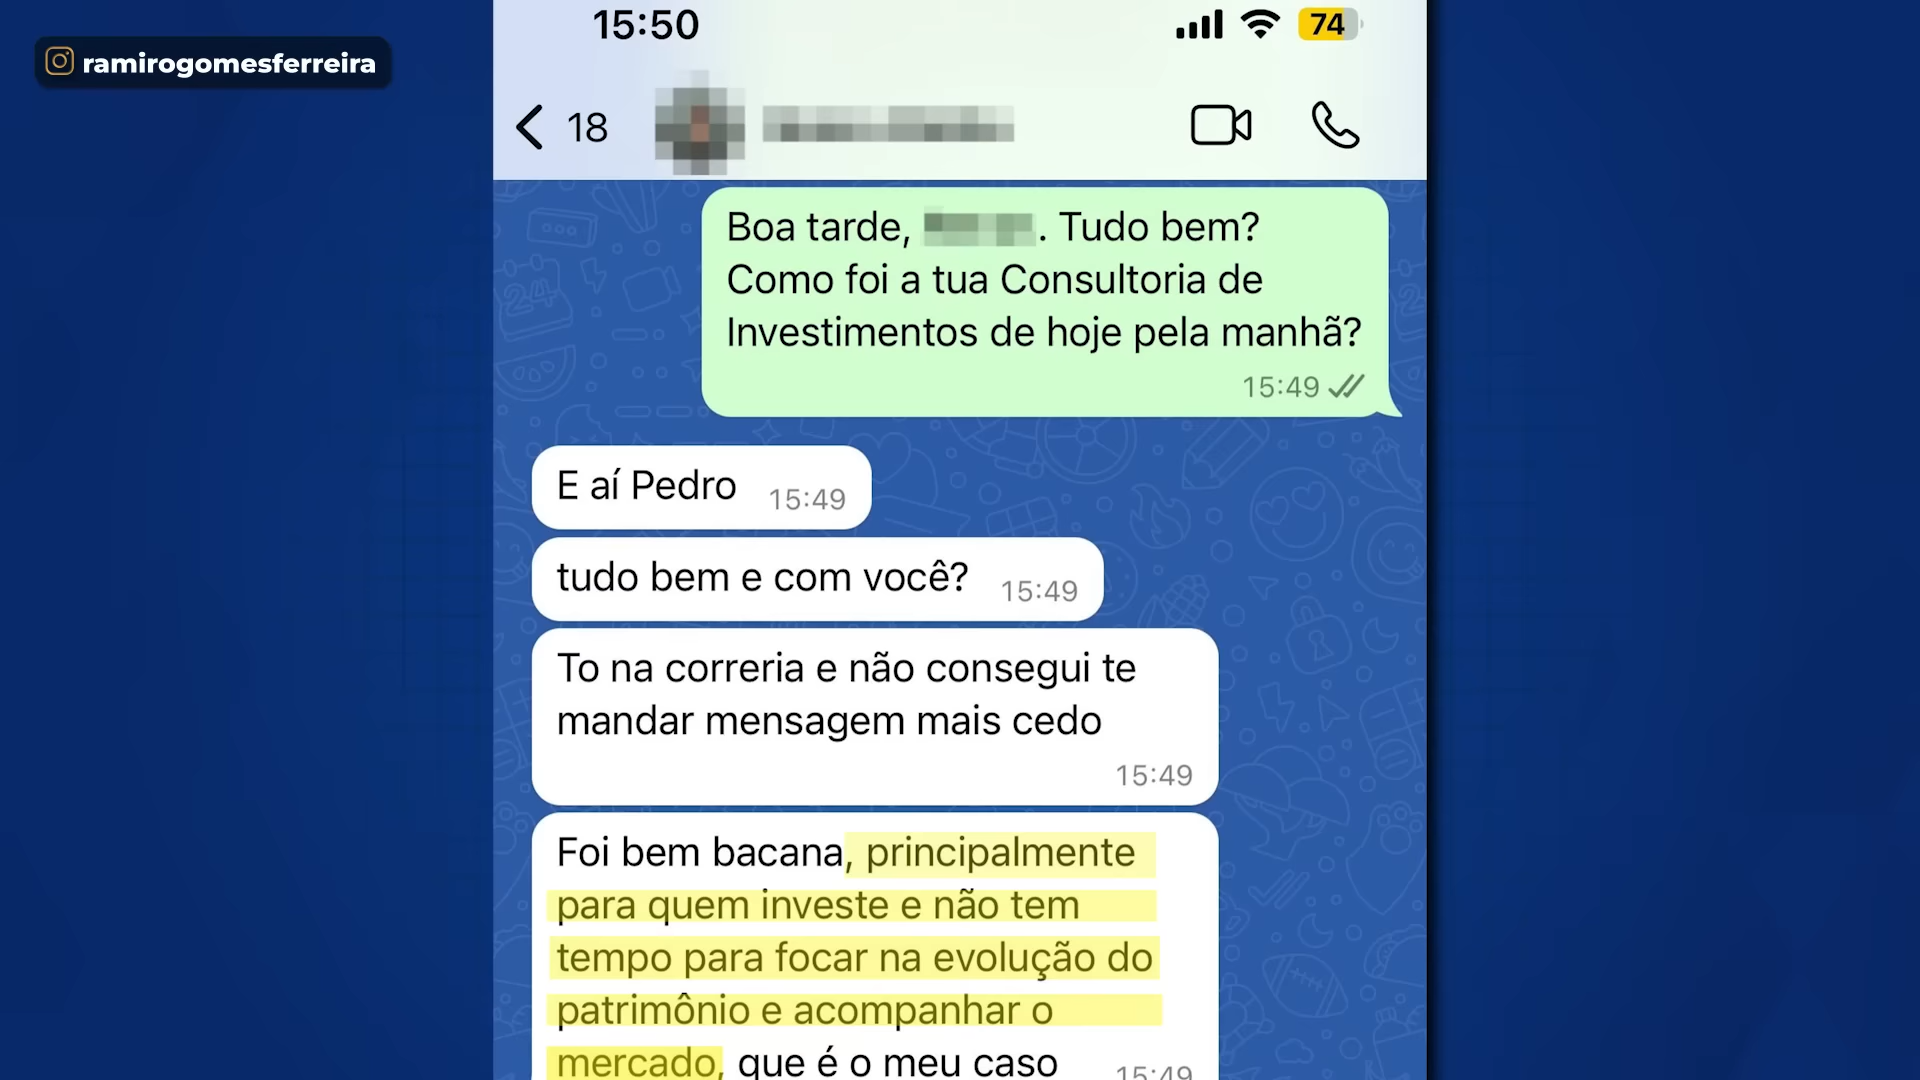 15:50
74
ramirogomesferreira
18
Boa tarde, . Tudo bem?
Como foi a tua Consultoria de
Investimentos de hoje pela manhã?
15:49
E aí Pedro
15:49
tudo bem e com você?
15:49
To na correria e não consegui te
mandar mensagem mais cedo
15:49
Foi bem bacana, principalmente
para quem investe e não tem
tempo para focar na evolução do
patrimônio e acompanhar o
mercado, que é o meu caso
15:49